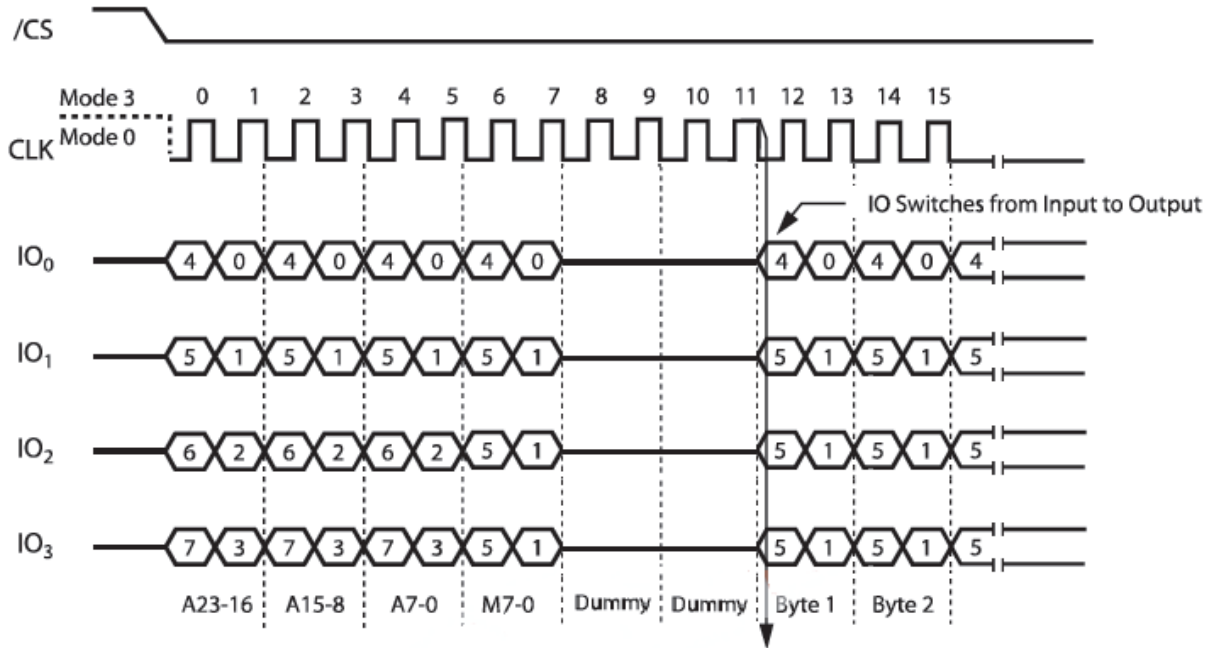 /CS
Mode 3 0 1 2 3 4 5 6 7 8 9 10 11 12 13 14 15
CLK Mode 0
IO Switches from Input to Output
IO0 4 0 4 0 4 0 4 0 4 0 4 0 4
IO1 5 1 5 1 5 1 5 1 5 1 5 1 5
IO2 6 2 6 2 6 2 5 1 5 1 5 1 5
IO3 7 3 7 3 7 3 5 1 5 1 5 1 5
A23-16 A15-8 A7-0 M7-0 Dummy Dummy Byte 1 Byte 2